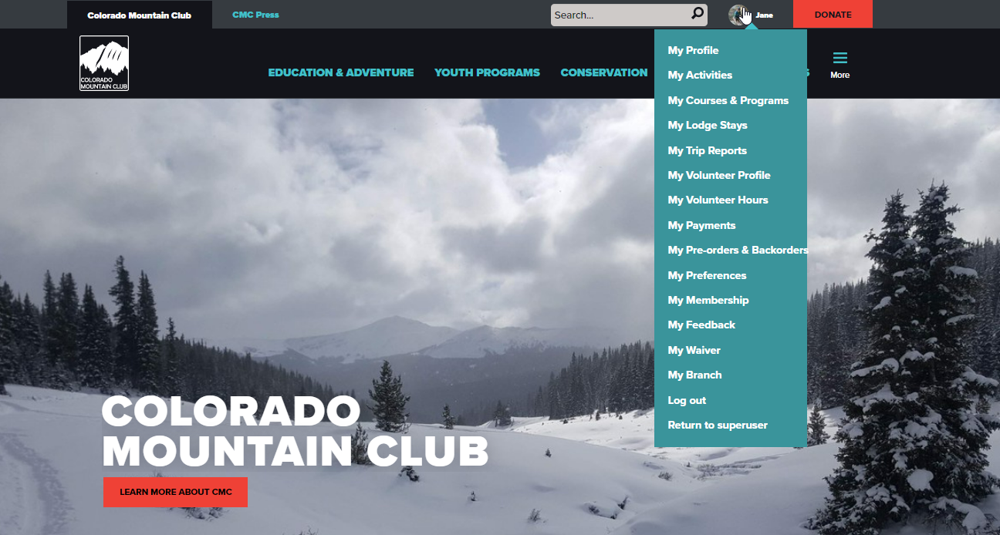 Colorado Mountain Club
CMC Press
Search...
Jane
DONATE
COLORADO
MOUNTAIN CLUB
EDUCATION & ADVENTURE
YOUTH PROGRAMS
CONSERVATION
More
My Profile
My Activities
My Courses & Programs
My Lodge Stays
My Trip Reports
My Volunteer Profile
My Volunteer Hours
My Payments
My Pre-orders & Backorders
My Preferences
My Membership
My Feedback
My Waiver
My Branch
Log out
Return to superuser
COLORADO
MOUNTAIN CLUB
LEARN MORE ABOUT CMC